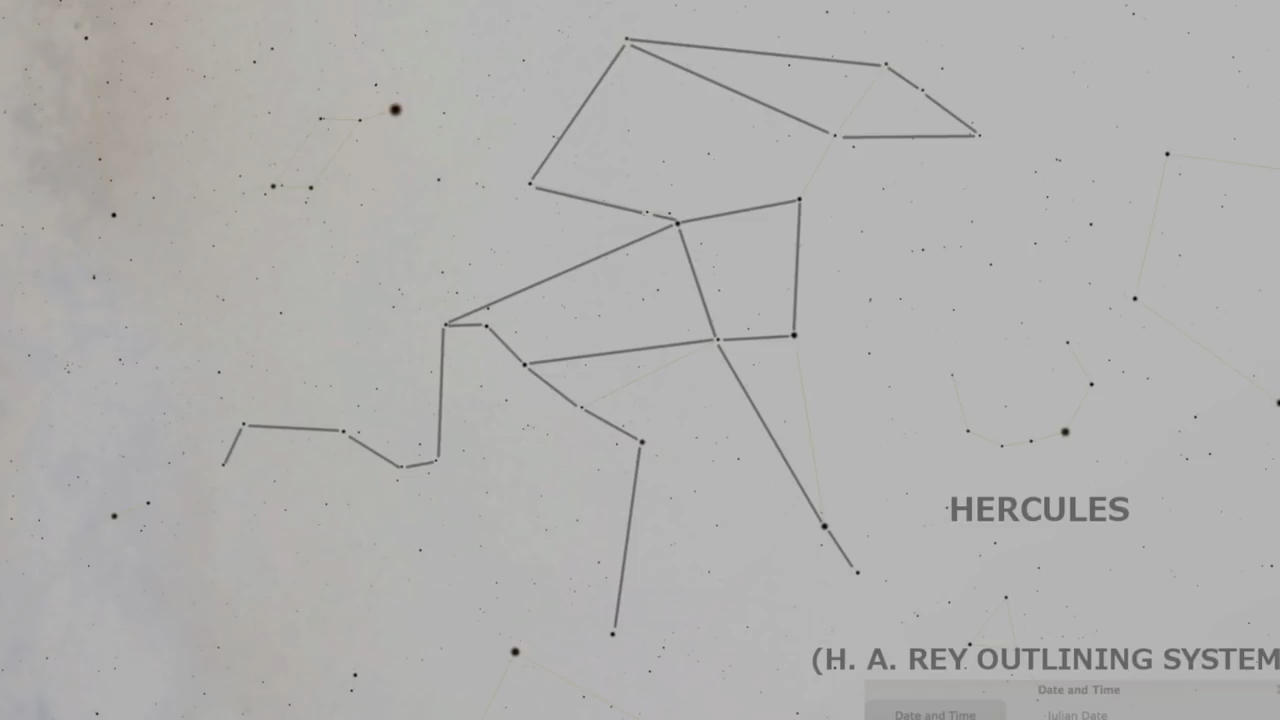 HERCULES
(H. A. REY OUTLINING SYSTEM
Date and Time
Date and Time
Julian Date